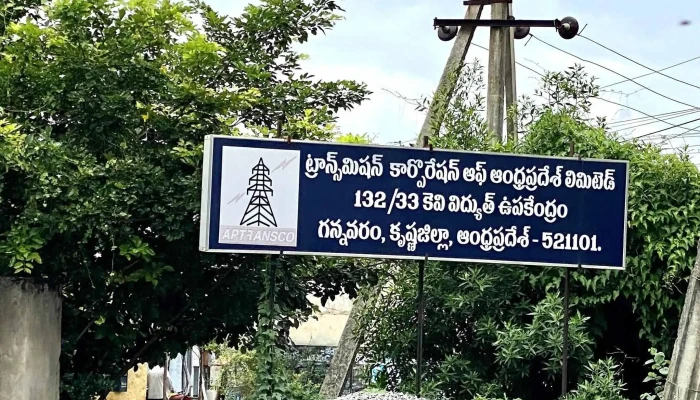 ట్రాన్స్‌మిషన్ కార్పొరేషన్ ఆఫ్ ఆంధ్రప్రదేశ్ లిమిటెడ్
132/33 కెవి విద్యుత్ ఉపకేంద్రం
గన్నవరం, కృష్ణజిల్లా, ఆంధ్రప్రదేశ్ - 521101.
APTRANSCO